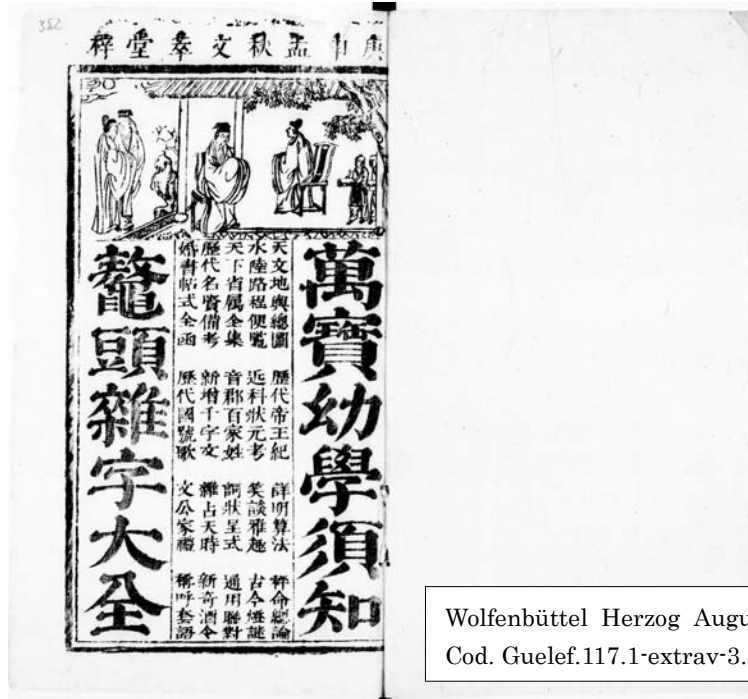 352
庚申孟秋文萃堂梓
萬寶幼學須知
天文地輿總圖 歷代帝王紀 詳明算法 秤命總論
水陸路程便覧 近科狀元考 笑談雅趣 古今燈謎
天下省屬全集 音郡百家姓 詞狀呈式 通用聯對
歷代名賢備考 新增千字文 雜占天時 新奇酒令
婚書帖式全函 歷代國號歌 文公家禮 稱呼套語
鰲頭雜字大全
Wolfenbüttel Herzog Augu
Cod. Guelef.117.1-extrav-3.